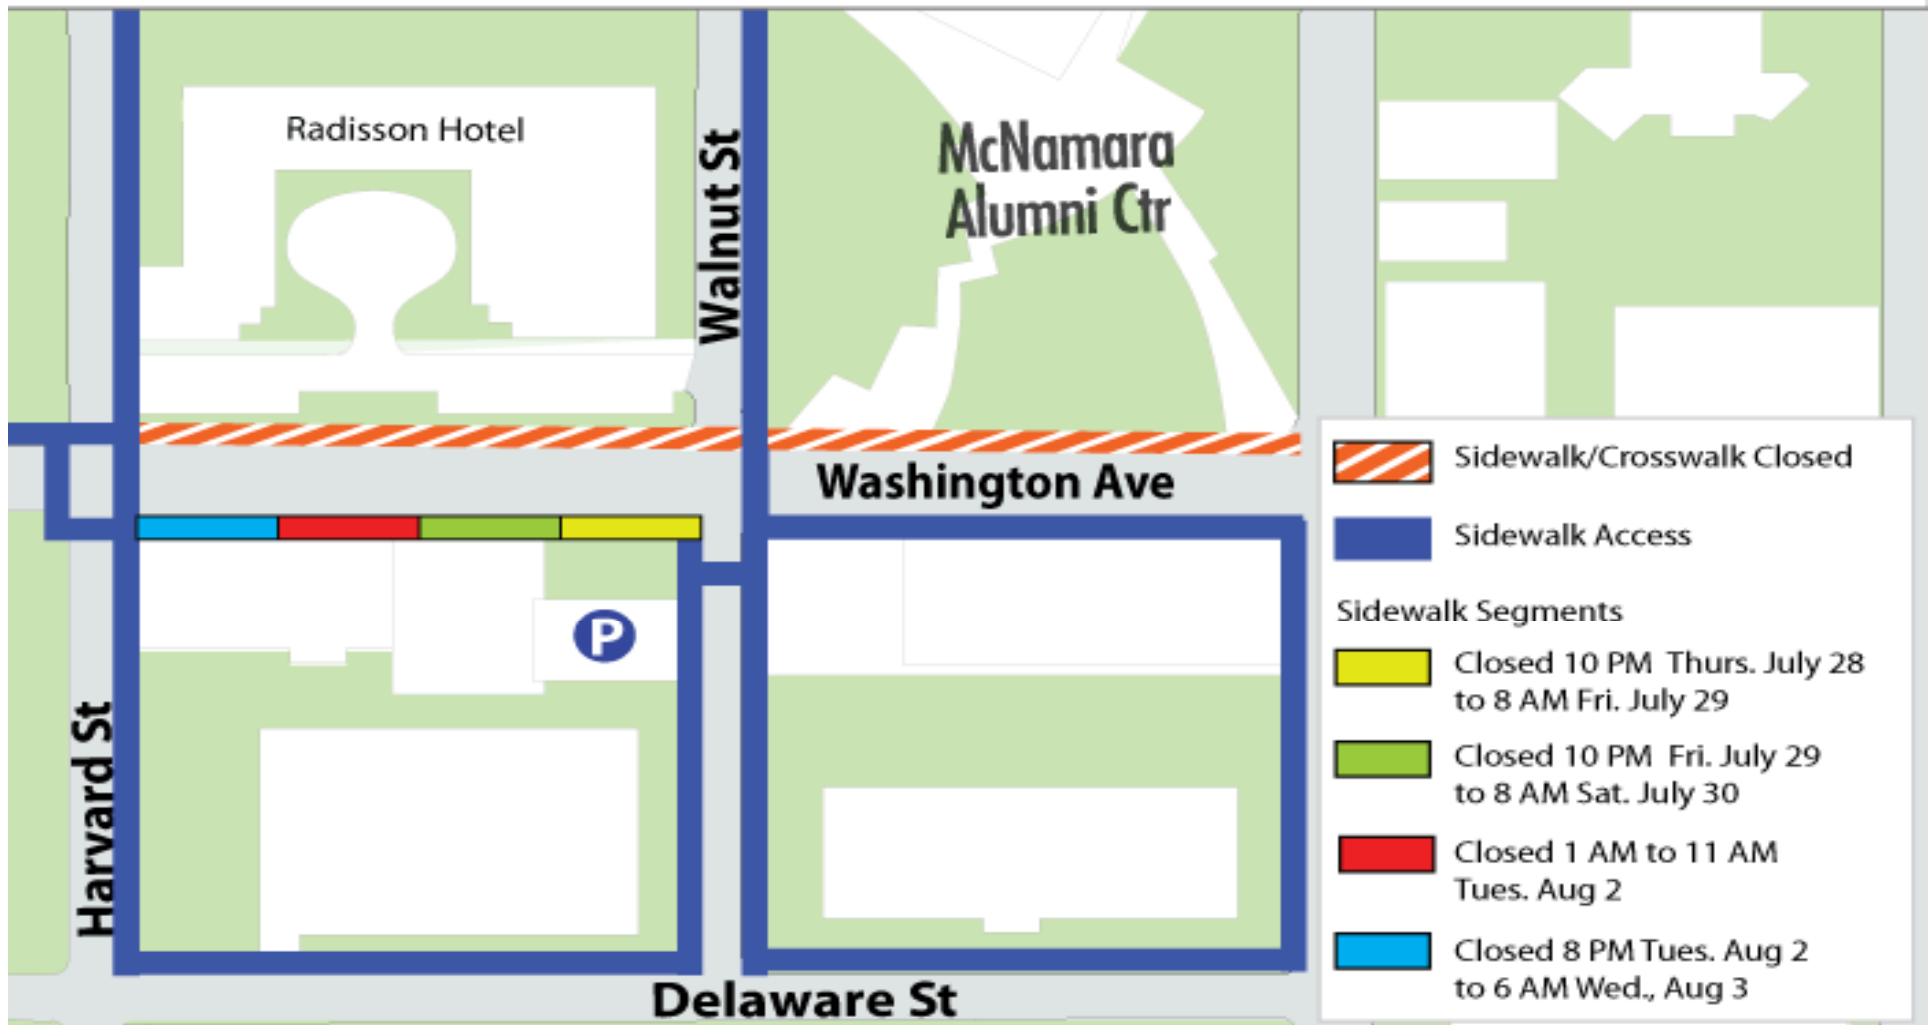 Radisson Hotel
Walnut St
McNamara
Alumni Ctr
Washington Ave
P
Harvard St
Delaware St
Sidewalk/Crosswalk Closed
Sidewalk Access
Sidewalk Segments
Closed 10 PM Thurs. July 28
to 8 AM Fri. July 29
Closed 10 PM Fri. July 29
to 8 AM Sat. July 30
Closed 1 AM to 11 AM
Tues. Aug 2
Closed 8 PM Tues. Aug 2
to 6 AM Wed., Aug 3